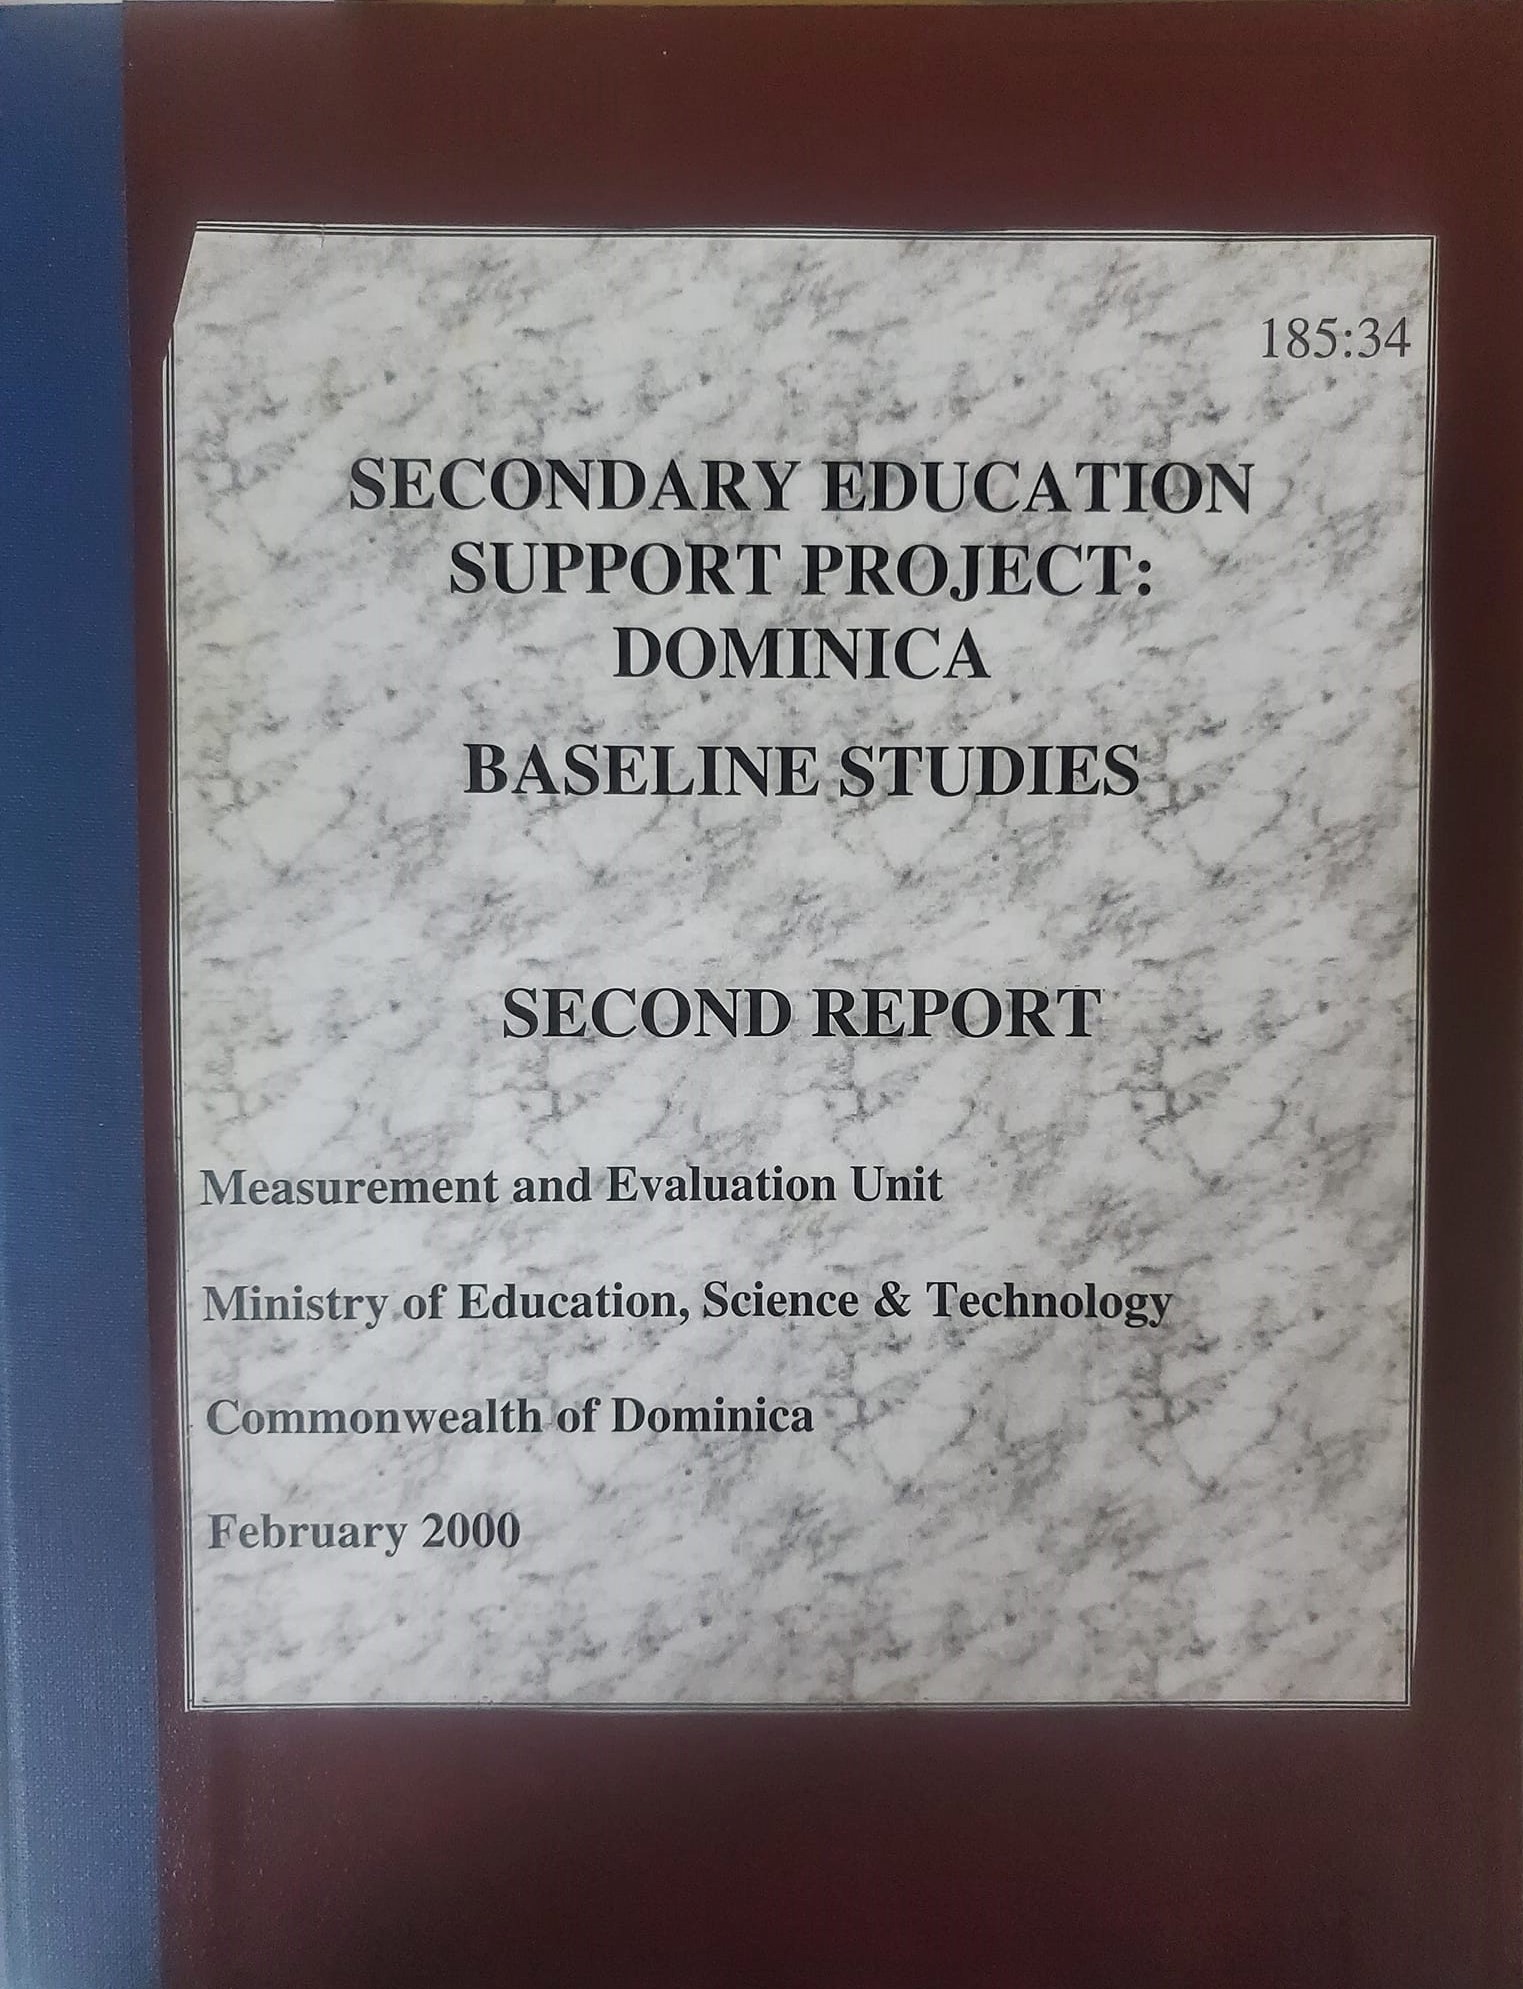 185:34
SECONDARY EDUCATION
SUPPORT PROJECT:
DOMINICA
BASELINE STUDIES
SECOND REPORT
Measurement and Evaluation Unit
Ministry of Education, Science & Technology
Commonwealth of Dominica
February 2000